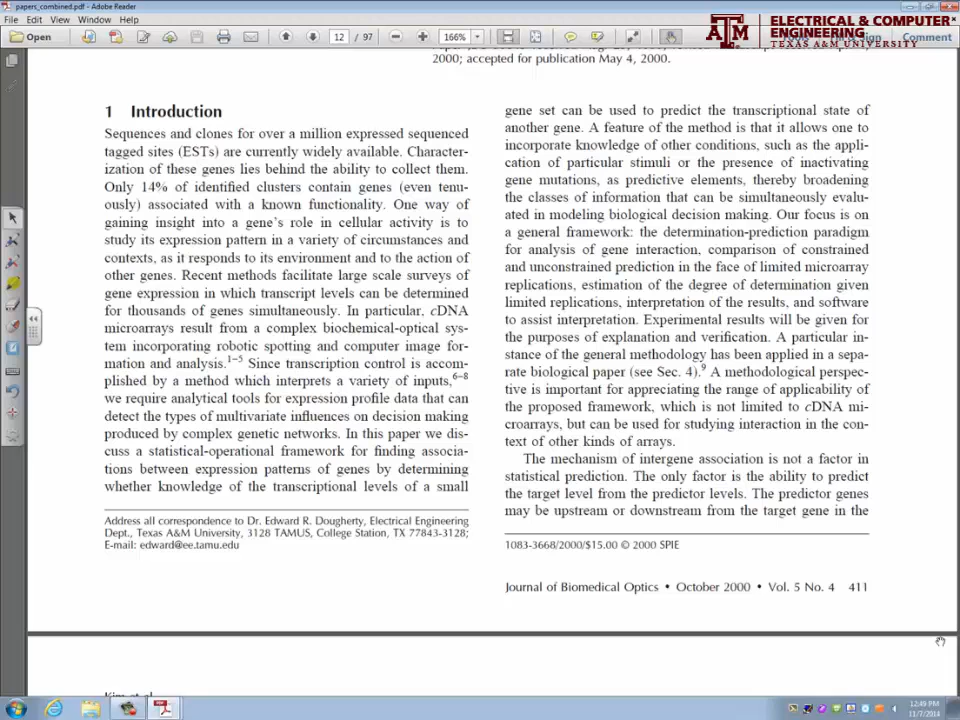 papers_combined.pdf - Adobe Reader
File Edit View Window Help
Open
12 / 97
166%
Comment
ELECTRICAL & COMPUTER
ENGINEERING
TEXAS A&M UNIVERSITY
2000; accepted for publication May 4, 2000.
1 Introduction
Sequences and clones for over a million expressed sequenced
tagged sites (ESTs) are currently widely available. Character-
ization of these genes lies behind the ability to collect them.
Only 14% of identified clusters contain genes (even tenu-
ously) associated with a known functionality. One way of
gaining insight into a gene's role in cellular activity is to
study its expression pattern in a variety of circumstances and
contexts, as it responds to its environment and to the action of
other genes. Recent methods facilitate large scale surveys of
gene expression in which transcript levels can be determined
for thousands of genes simultaneously. In particular, cDNA
microarrays result from a complex biochemical-optical sys-
tem incorporating robotic spotting and computer image for-
mation and analysis.1–5 Since transcription control is accom-
plished by a method which interprets a variety of inputs,6–8
we require analytical tools for expression profile data that can
detect the types of multivariate influences on decision making
produced by complex genetic networks. In this paper we dis-
cuss a statistical-operational framework for finding associa-
tions between expression patterns of genes by determining
whether knowledge of the transcriptional levels of a small
Address all correspondence to Dr. Edward R. Dougherty, Electrical Engineering
Dept., Texas A&M University, 3128 TAMUS, College Station, TX 77843-3128;
E-mail: edward@ee.tamu.edu
gene set can be used to predict the transcriptional state of
another gene. A feature of the method is that it allows one to
incorporate knowledge of other conditions, such as the appli-
cation of particular stimuli or the presence of inactivating
gene mutations, as predictive elements, thereby broadening
the classes of information that can be simultaneously evalu-
ated in modeling biological decision making. Our focus is on
a general framework: the determination-prediction paradigm
for analysis of gene interaction, comparison of constrained
and unconstrained prediction in the face of limited microarray
replications, estimation of the degree of determination given
limited replications, interpretation of the results, and software
to assist interpretation. Experimental results will be given for
the purposes of explanation and verification. A particular in-
stance of the general methodology has been applied in a sepa-
rate biological paper (see Sec. 4).9 A methodological perspec-
tive is important for appreciating the range of applicability of
the proposed framework, which is not limited to cDNA mi-
croarrays, but can be used for studying interaction in the con-
text of other kinds of arrays.
The mechanism of intergene association is not a factor in
statistical prediction. The only factor is the ability to predict
the target level from the predictor levels. The predictor genes
may be upstream or downstream from the target gene in the
1083-3668/2000/$15.00 © 2000 SPIE
Journal of Biomedical Optics • October 2000 • Vol. 5 No. 4 411
Kim et al.
12:49 PM
11/7/2014